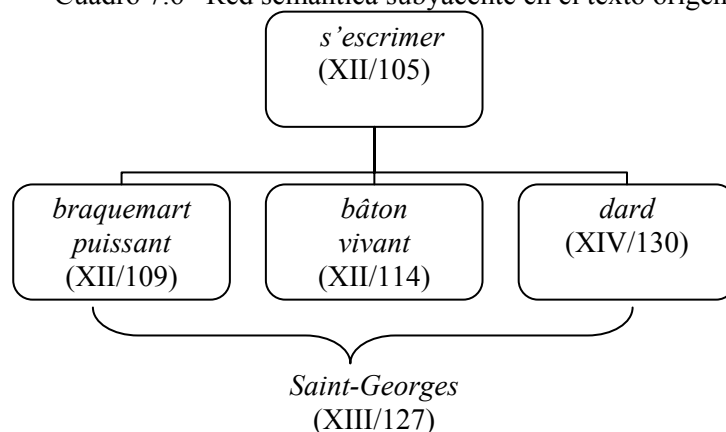 Cuadro 7.6 Red semántica subyacente en el texto origen
s’escrimer
(XII/105)
braquemart
puissant
(XII/109)
bâton
vivant
(XII/114)
dard
(XIV/130)
Saint-Georges
(XIII/127)